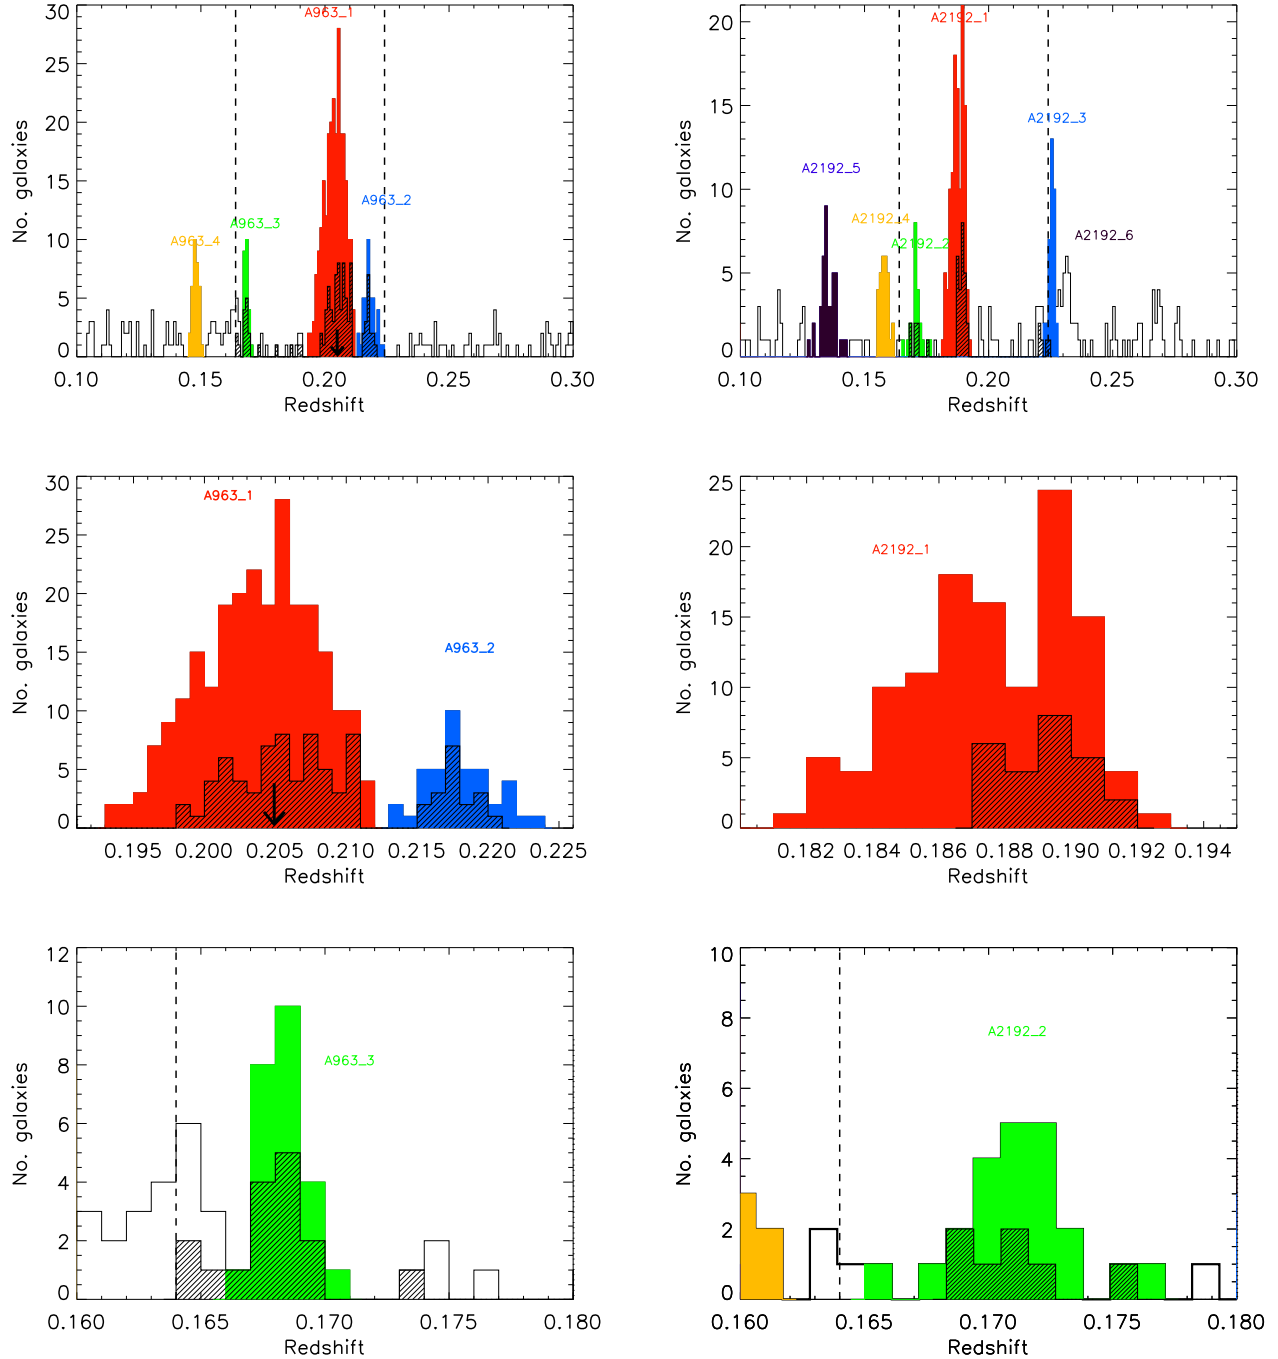 A963_1
A963_2
A963_3
A963_4
30
25
20
15
10
5
0
No. galaxies
0.10 0.15 0.20 0.25 0.30
Redshift
A2192_1
A2192_3
A2192_5
A2192_4
A2192_2
A2192_6
20
15
10
5
0
No. galaxies
0.10 0.15 0.20 0.25 0.30
Redshift
A963_1
A963_2
30
25
20
15
10
5
0
No. galaxies
0.195 0.200 0.205 0.210 0.215 0.220 0.225
Redshift
A2192_1
25
20
15
10
5
0
No. galaxies
0.182 0.184 0.186 0.188 0.190 0.192 0.194
Redshift
A963_3
12
10
8
6
4
2
0
No. galaxies
0.160 0.165 0.170 0.175 0.180
Redshift
A2192_2
10
8
6
4
2
0
No. galaxies
0.160 0.165 0.170 0.175 0.180
Redshift